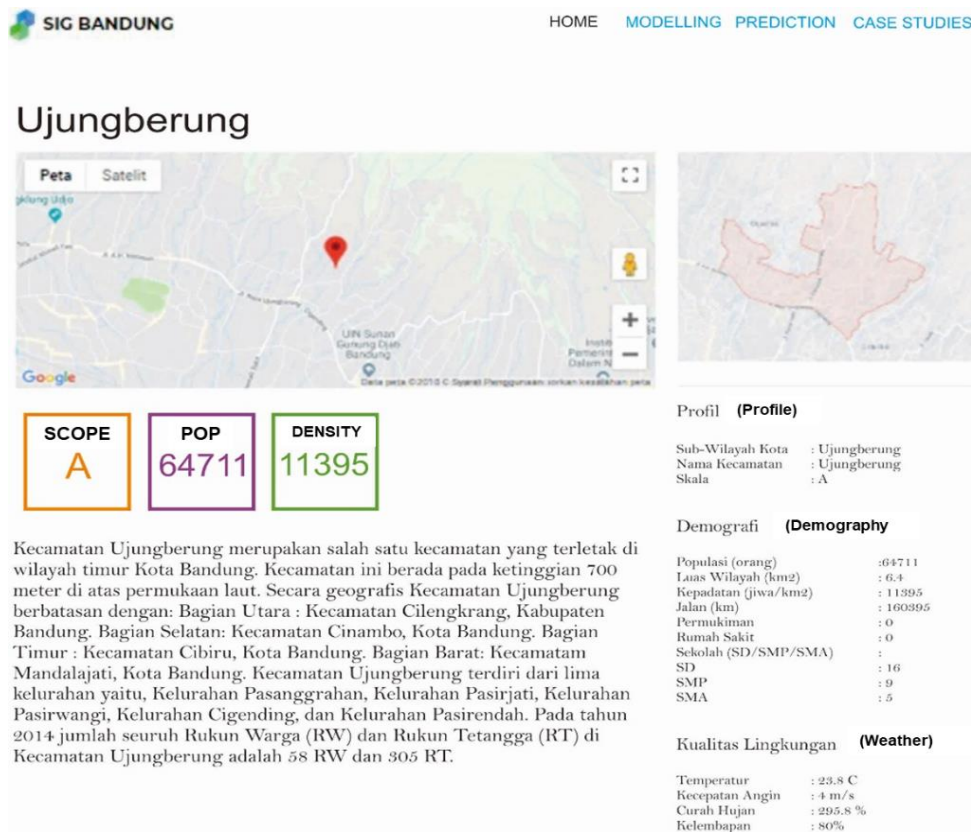 SIG BANDUNG
HOME MODELLING PREDICTION CASE STUDIES
Ujungberung
Peta Satelit
UIN Sunan
Gunung Djati
Bandung
Google
SCOPE
A
POP
64711
DENSITY
11395
Kecamatan Ujungberung merupakan salah satu kecamatan yang terletak di
wilayah timur Kota Bandung. Kecamatan ini berada pada ketinggian 700
meter di atas permukaan laut. Secara geografis Kecamatan Ujungberung
berbatasan dengan: Bagian Utara : Kecamatan Cilengkrang, Kabupaten
Bandung. Bagian Selatan: Kecamatan Cinambo, Kota Bandung. Bagian
Timur : Kecamatan Cibiru, Kota Bandung. Bagian Barat: Kecamatam
Mandalajati, Kota Bandung. Kecamatan Ujungberung terdiri dari lima
kelurahan yaitu, Kelurahan Pasanggrahan, Kelurahan Pasirjati, Kelurahan
Pasirwangi, Kelurahan Cigending, dan Kelurahan Pasirendah. Pada tahun
2014 jumlah seuruh Rukun Warga (RW) dan Rukun Tetangga (RT) di
Kecamatan Ujungberung adalah 58 RW dan 305 RT.
Profil (Profile)
Sub-Wilayah Kota : Ujungberung
Nama Kecamatan : Ujungberung
Skala : A
Demografi (Demography
Populasi (orang) :64711
Luas Wilayah (km2) : 6.4
Kepadatan (jiwa/km2) : 11395
Jalan (km) : 160395
Permukiman : 0
Rumah Sakit : 0
Sekolah (SD/SMP/SMA) :
SD : 16
SMP : 9
SMA : 5
Kualitas Lingkungan (Weather)
Temperatur : 23.8 C
Kecepatan Angin : 4 m/s
Curah Hujan : 295.8 %
Kelembapan : 80%